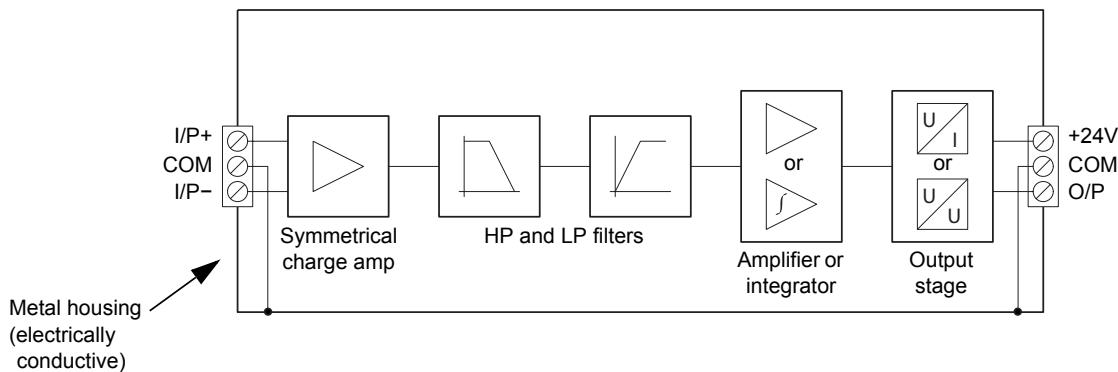 I/P+
COM
I/P−
Symmetrical
charge amp
HP and LP filters
or
∫
Amplifier or
integrator
U
I
or
U
U
Output
stage
+24V
COM
O/P
Metal housing
(electrically
conductive)